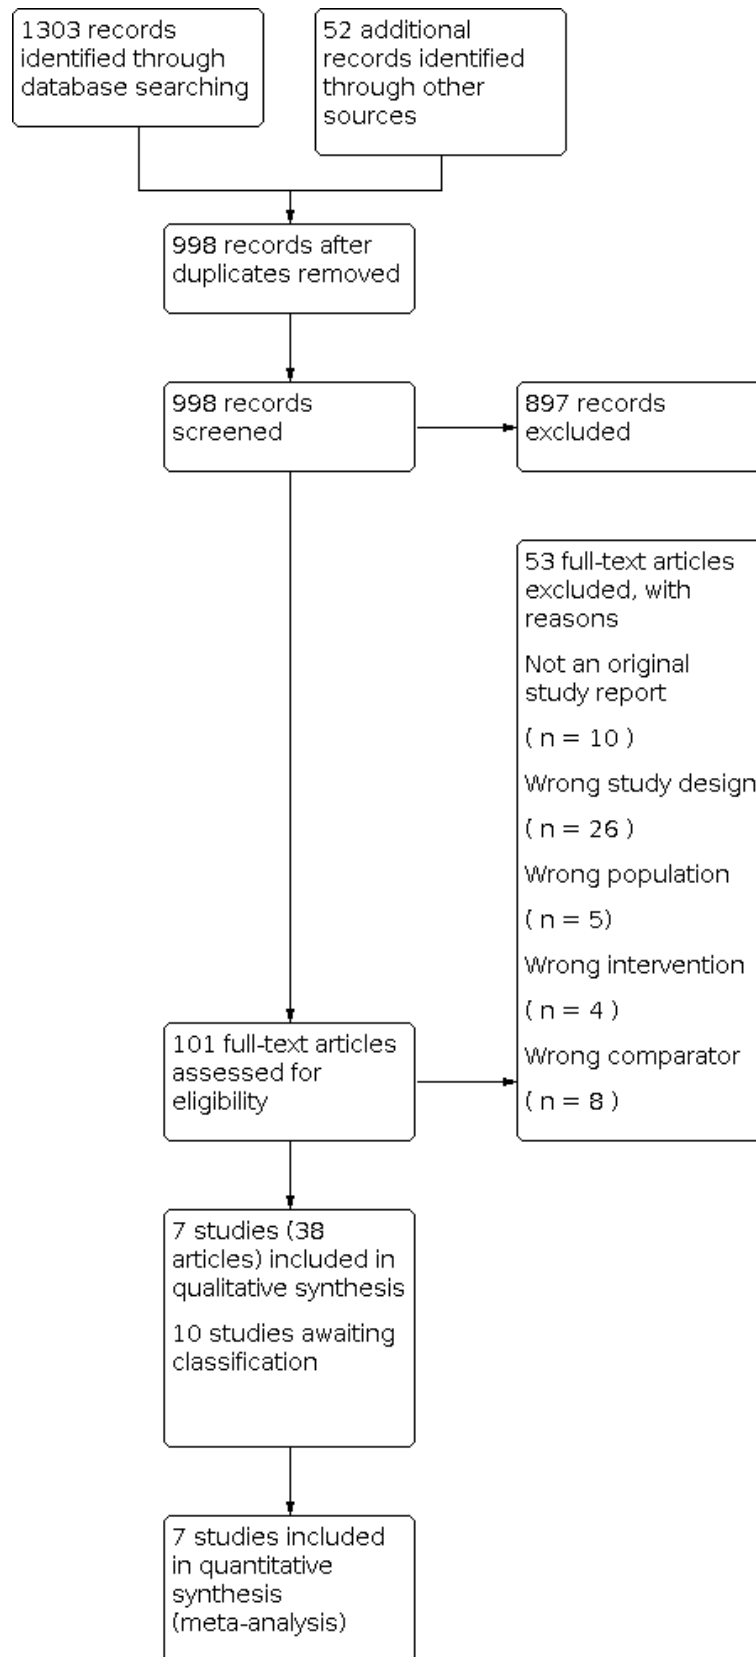 1303 records
identified through
database searching
52 additional
records identified
through other
sources
998 records after
duplicates removed
998 records
screened
897 records
excluded
53 full-text articles
excluded, with
reasons
Not an original
study report
( n = 10 )
Wrong study design
( n = 26 )
Wrong population
( n = 5)
Wrong intervention
( n = 4 )
Wrong comparator
( n = 8 )
101 full-text articles
assessed for
eligibility
7 studies (38
articles) included in
qualitative synthesis
10 studies awaiting
classification
7 studies included
in quantitative
synthesis
(meta-analysis)